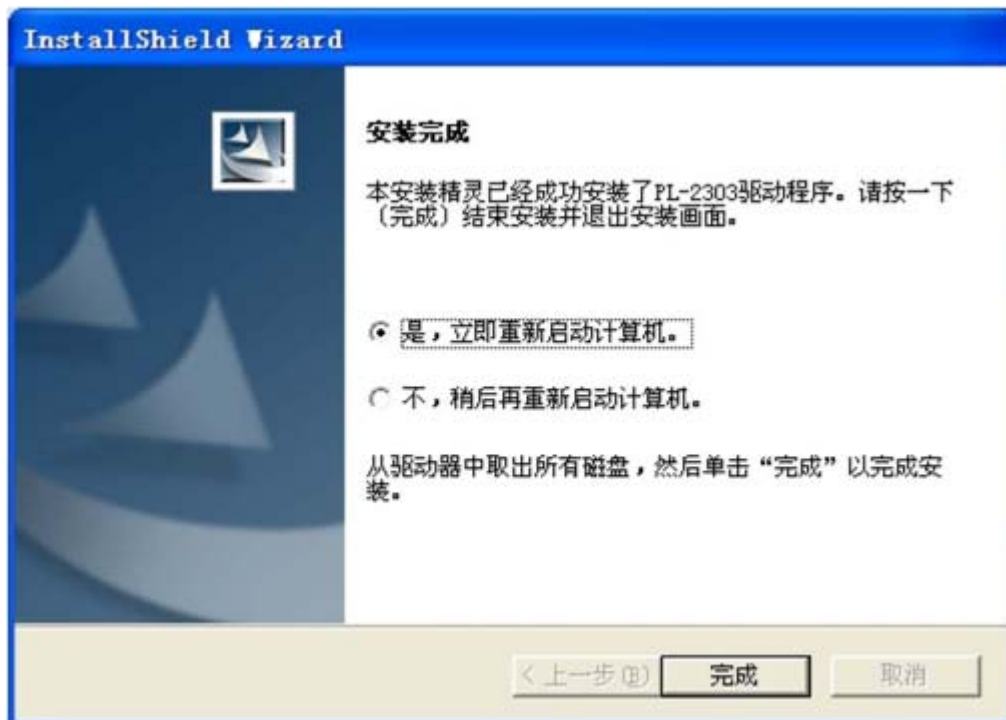 InstallShield Wizard
安装完成
本安装精灵已经成功安装了PL-2303驱动程序。请按一下
〔完成〕结束安装并退出安装画面。
是，立即重新启动计算机。
不，稍后再重新启动计算机。
从驱动器中取出所有磁盘，然后单击“完成”以完成安
装。
< 上一步(B)
完成
取消